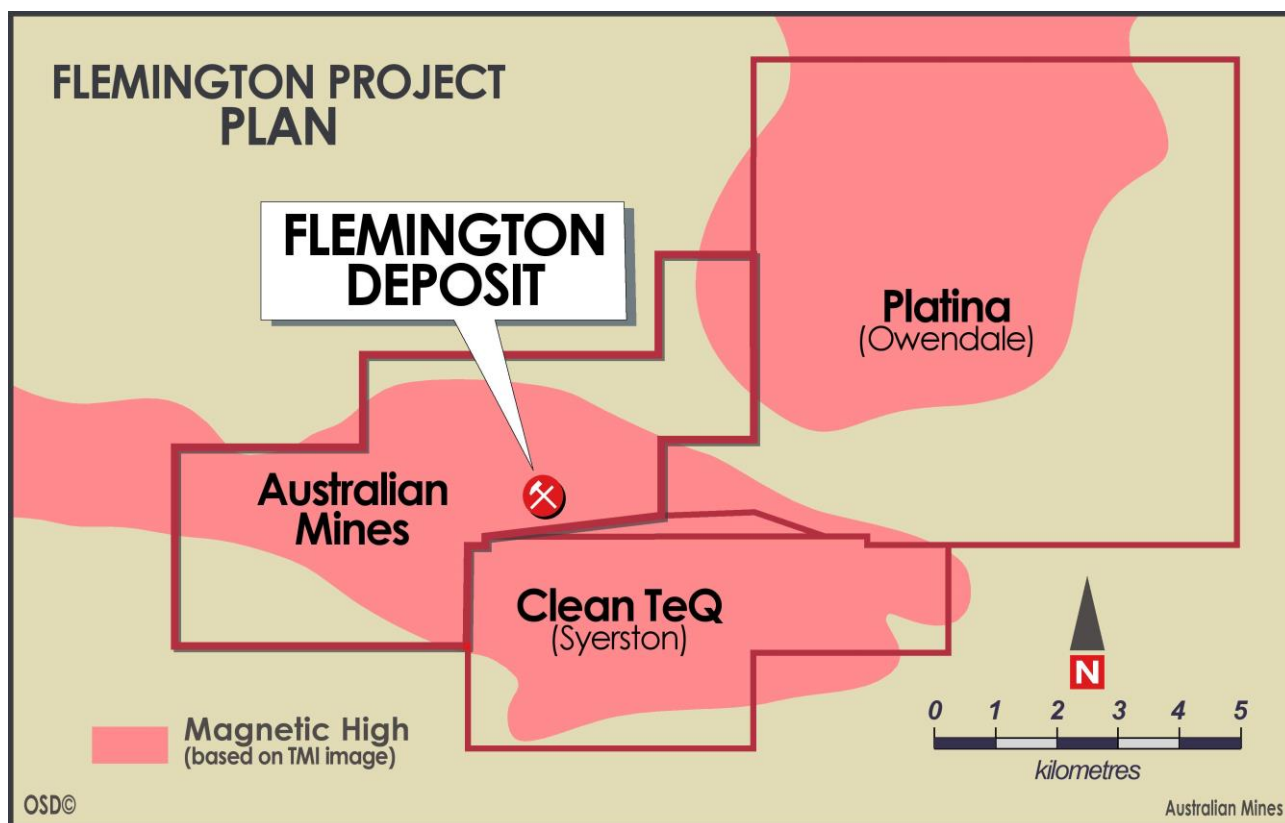 FLEMINGTON PROJECT
PLAN
FLEMINGTON
DEPOSIT
Platina
(Owendale)
Australian
Mines
Clean TeQ
(Syerston)
N
Magnetic High
(based on TMI image)
0 1 2 3 4 5
kilometres
OSD©
Australian Mines